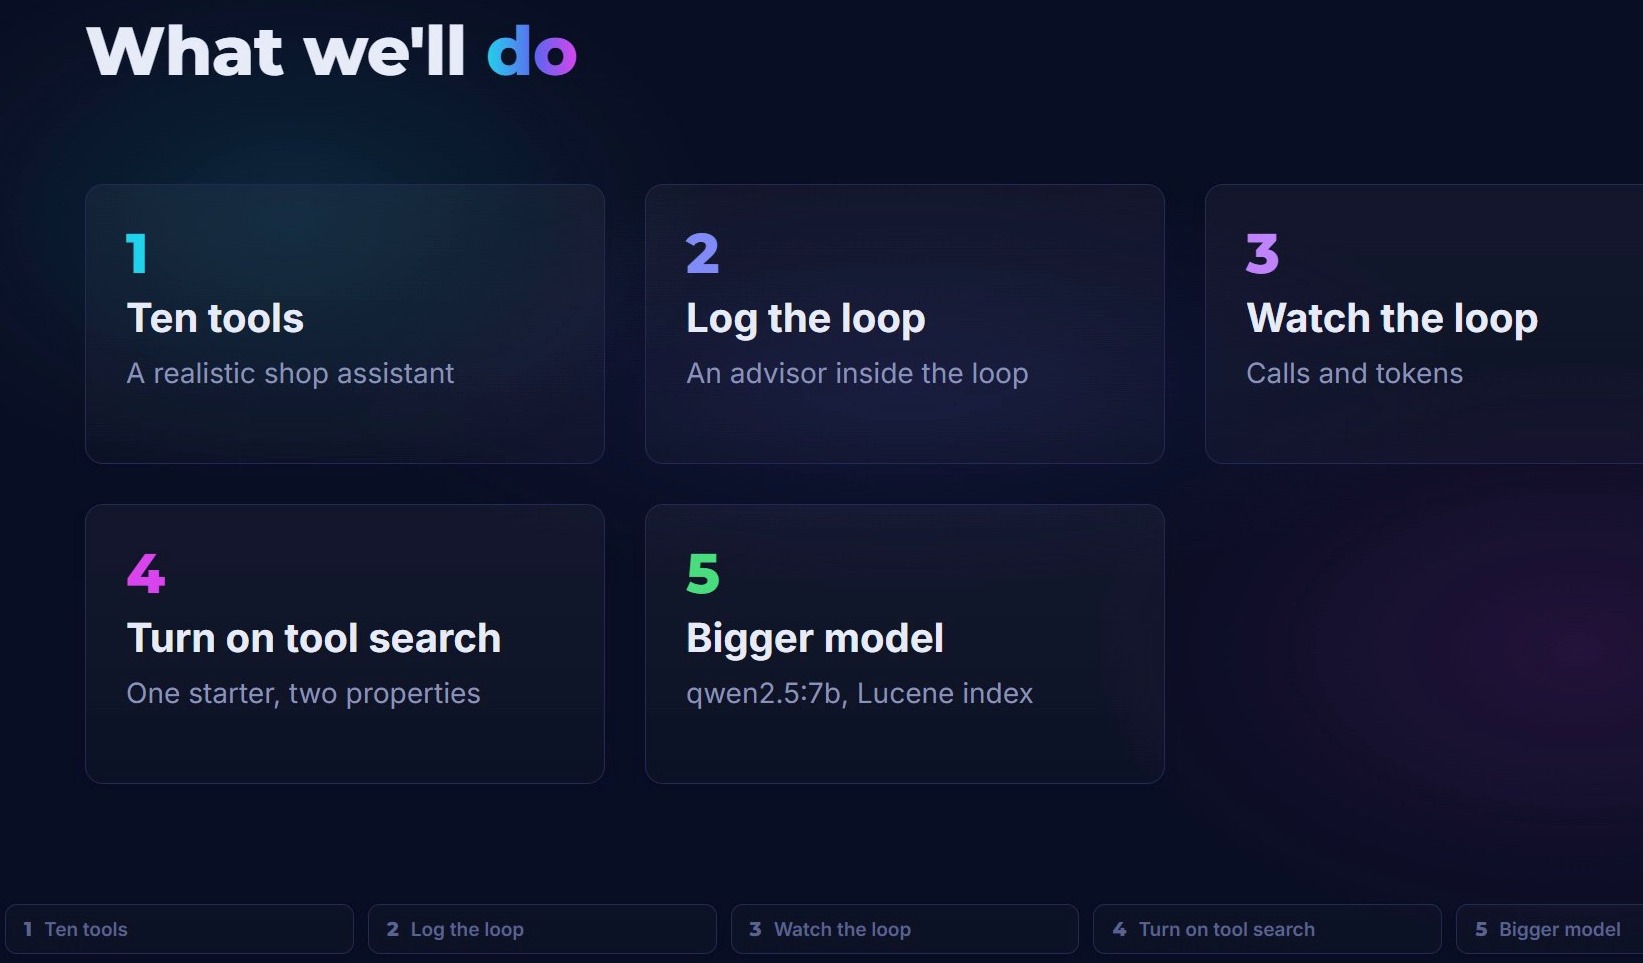 What we'll do
1
Ten tools
A realistic shop assistant
2
Log the loop
An advisor inside the loop
3
Watch the loop
Calls and tokens
4
Turn on tool search
One starter, two properties
5
Bigger model
qwen2.5:7b, Lucene index
1 Ten tools
2 Log the loop
3 Watch the loop
4 Turn on tool search
5 Bigger model